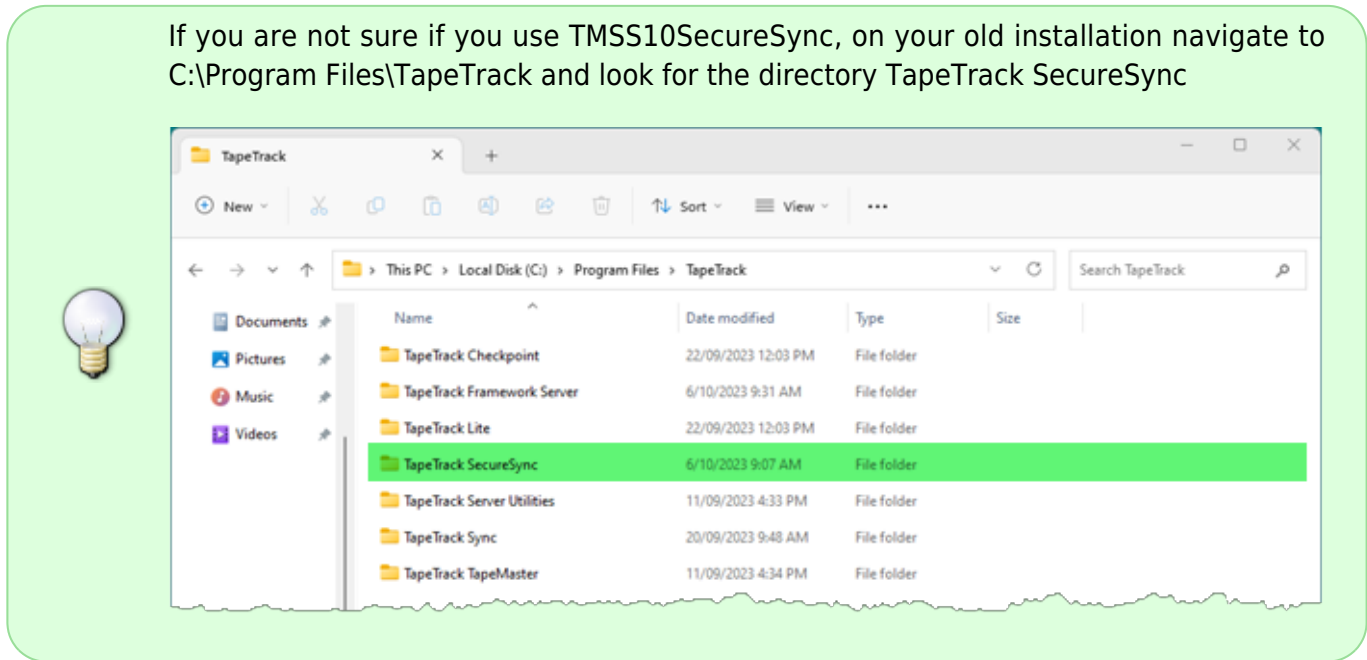 If you are not sure if you use TMSS10SecureSync, on your old installation navigate to
C:\Program Files\TapeTrack and look for the directory TapeTrack SecureSync
TapeTrack
New Sort View
This PC > Local Disk (C:) > Program Files > TapeTrack Search TapeTrack
Documents Name Date modified Type Size
Pictures TapeTrack Checkpoint 22/09/2023 12:03 PM File folder
Music TapeTrack Framework Server 6/10/2023 9:31 AM File folder
Videos TapeTrack Lite 22/09/2023 12:03 PM File folder
TapeTrack SecureSync 6/10/2023 9:07 AM File folder
TapeTrack Server Utilities 11/09/2023 4:33 PM File folder
TapeTrack Sync 20/09/2023 9:48 AM File folder
TapeTrack TapeMaster 11/09/2023 4:34 PM File folder